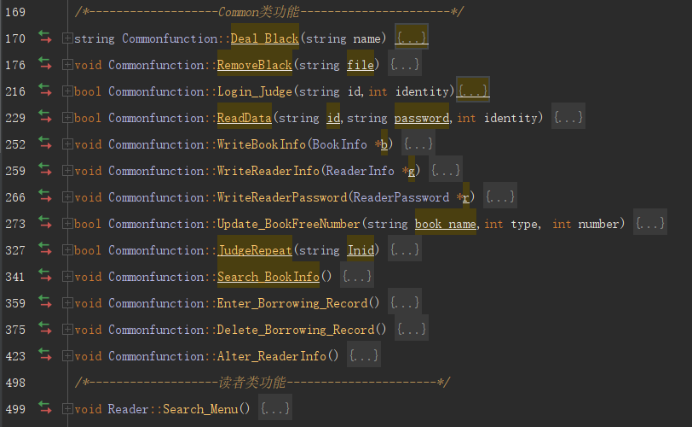 169 /*------------------Common类功能---------------------*/
170 string Commonfunction::Deal_Black(string name) {...}
176 void Commonfunction::RemoveBlack(string file) {...}
216 bool Commonfunction::Login_Judge(string id,int identity){...}
229 bool Commonfunction::ReadData(string id,string password,int identity) {...}
252 void Commonfunction::WriteBookInfo(BookInfo *b) {...}
259 void Commonfunction::WriteReaderInfo(ReaderInfo *g) {...}
266 void Commonfunction::WriteReaderPassword(ReaderPassword *r) {...}
273 bool Commonfunction::Update_BookFreeNumber(string book_name,int type, int number) {...}
327 bool Commonfunction::JudgeRepeat(string Inid) {...}
341 void Commonfunction::Search_BookInfo() {...}
359 void Commonfunction::Enter_Borrowing_Record() {...}
375 void Commonfunction::Delete_Borrowing_Record() {...}
423 void Commonfunction::Alter_ReaderInfo() {...}
498 /*------------------读者类功能---------------------*/
499 void Reader::Search_Menu() {...}